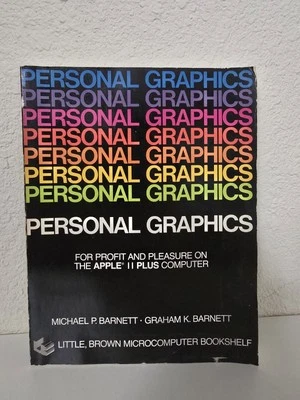 PERSONAL GRAPHICS
PERSONAL GRAPHICS
PERSONAL GRAPHICS
PERSONAL GRAPHICS
PERSONAL GRAPHICS
PERSONAL GRAPHICS
PERSONAL GRAPHICS
PERSONAL GRAPHICS
FOR PROFIT AND PLEASURE ON
THE APPLE® II PLUS COMPUTER
MICHAEL P. BARNETT · GRAHAM K. BARNETT
LITTLE, BROWN MICROCOMPUTER BOOKSHELF